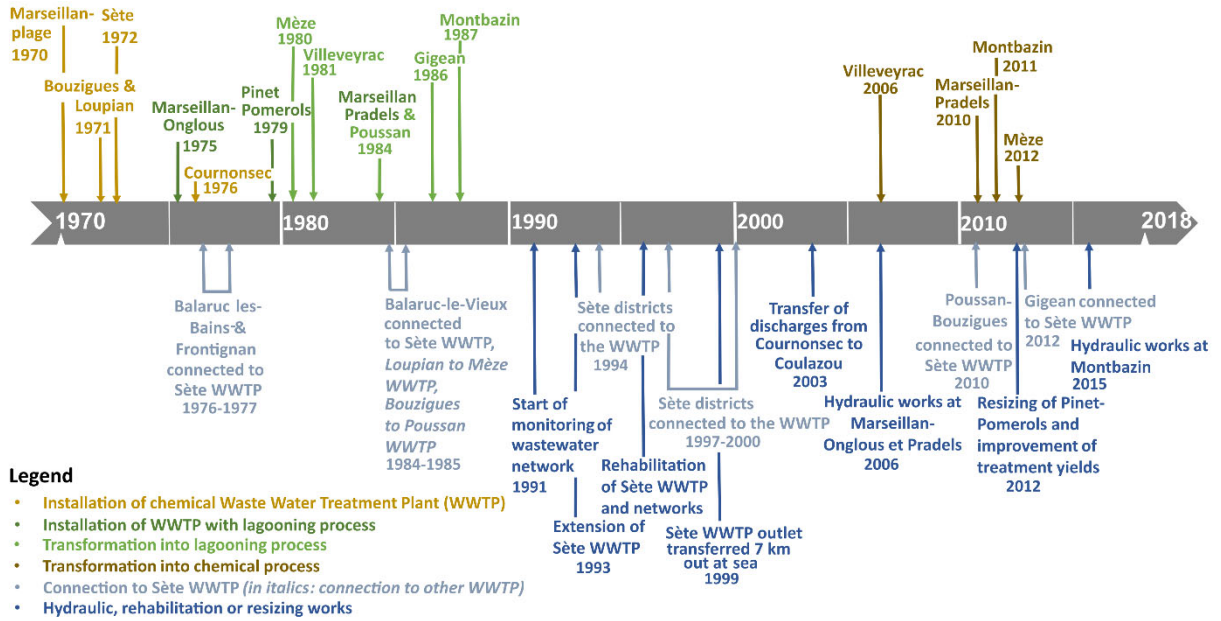 Marseillan-
plage
1970
Sète
1972
Bouzigues &
Loupian
1971
Marseillan-
Onglous
1975
Cournonsec
1976
Pinet
Pomerols
1979
Mèze
1980
Villeveyrac
1981
Marseillan
Pradels &
Poussan
1984
Gigean
1986
Montbazin
1987
Villeveyrac
2006
Marseillan-
Pradels
2010
Montbazin
2011
Mèze
2012
1970
1980
1990
2000
2010
2018
Balaruc les-
Bains-&
Frontignan
connected to
Sète WWTP
1976-1977
Balaruc-le-Vieux
connected
to Sète WWTP,
Loupian to Mèze
WWTP,
Bouzigues
to Poussan
WWTP
1984-1985
Start of
monitoring of
wastewater
network
1991
Extension of
Sète WWTP
1993
Sète districts
connected to
the WWTP
1994
Rehabilitation
of Sète WWTP
and networks
Sète districts
connected to the WWTP
1997-2000
Sète WWTP outlet
transferred 7 km
out at sea
1999
Transfer of
discharges from
Cournonsec to
Coulazou
2003
Hydraulic works at
Marseillan-
Onglous et Pradels
2006
Poussan-
Bouzigues
connected to
Sète WWTP
2010
Resizing of Pinet-
Pomerols and
improvement of
treatment yields
2012
Gigean connected
to Sète WWTP
2012
Hydraulic works at
Montbazin
2015
Legend
• Installation of chemical Waste Water Treatment Plant (WWTP)
• Installation of WWTP with lagooning process
• Transformation into lagooning process
• Transformation into chemical process
• Connection to Sète WWTP (in italics: connection to other WWTP)
• Hydraulic, rehabilitation or resizing works